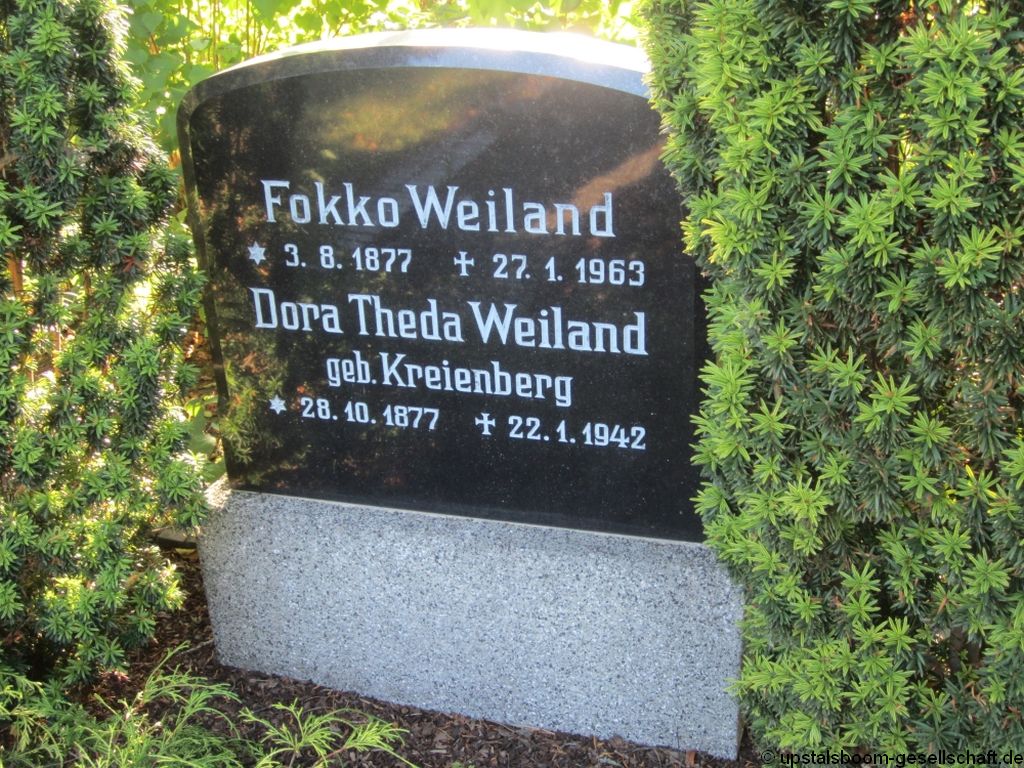 Fokko Weiland
* 3. 8. 1877 ✝ 27. 1. 1963
Dora Theda Weiland
geb. Kreienberg
* 28. 10. 1877 ✝ 22. 1. 1942
© upstalsboom-gesellschaft.de